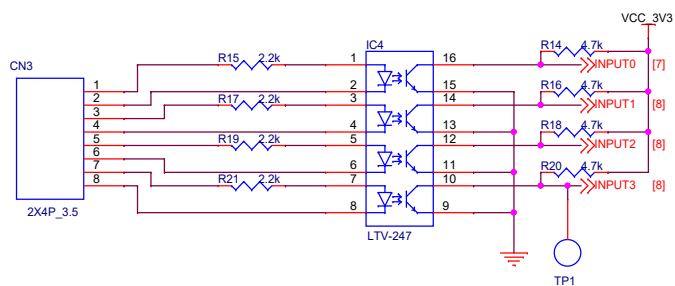 VCC_3V3
CN3
1
2
3
4
5
6
7
8
2X4P_3.5
R15 2.2k
R17 2.2k
R19 2.2k
R21 2.2k
IC4
1 16
2 15
3 14
4 13
5 12
6 11
7 10
8 9
LTV-247
R14 4.7k
INPUT0 [7]
R16 4.7k
INPUT1 [8]
R18 4.7k
INPUT2 [8]
R20 4.7k
INPUT3 [8]
TP1